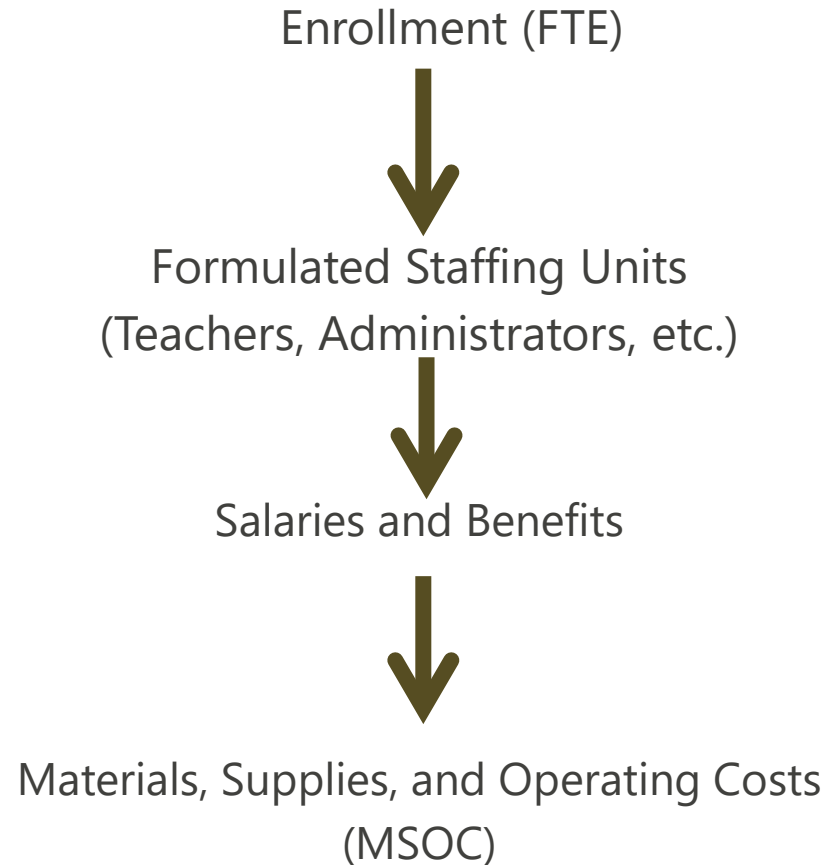 Enrollment (FTE)
Formulated Staffing Units
(Teachers, Administrators, etc.)
Salaries and Benefits
Materials, Supplies, and Operating Costs
(MSOC)